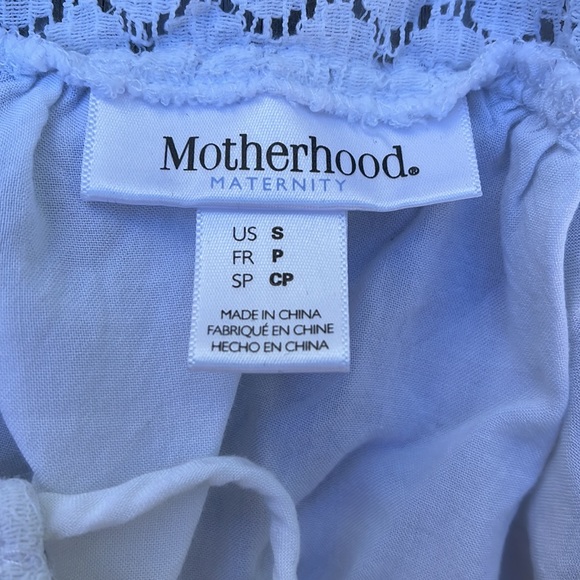 Motherhood®
MATERNITY
US S
FR P
SP CP
MADE IN CHINA
FABRIQUÉ EN CHINE
HECHO EN CHINA